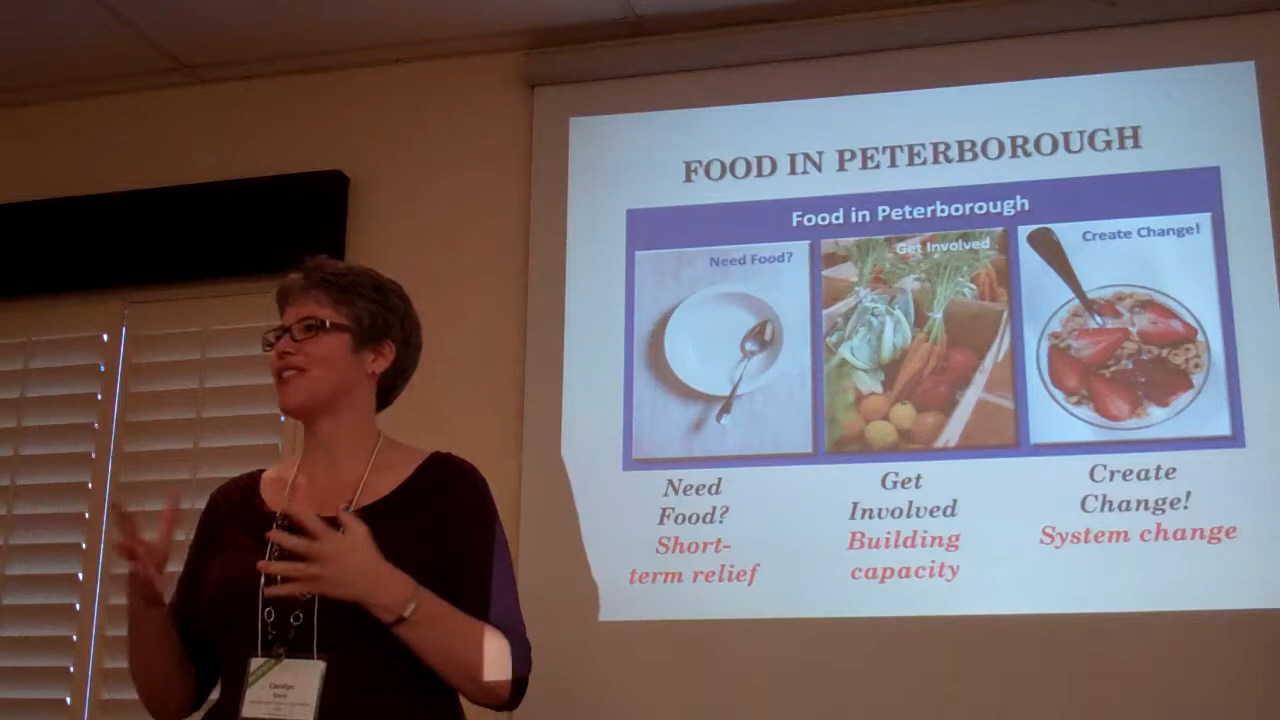 FOOD IN PETERBOROUGH
Food in Peterborough
Need Food?
Get Involved
Create Change!
Need
Food?
Short-
term relief
Get
Involved
Building
capacity
Create
Change!
System change
Carolyn